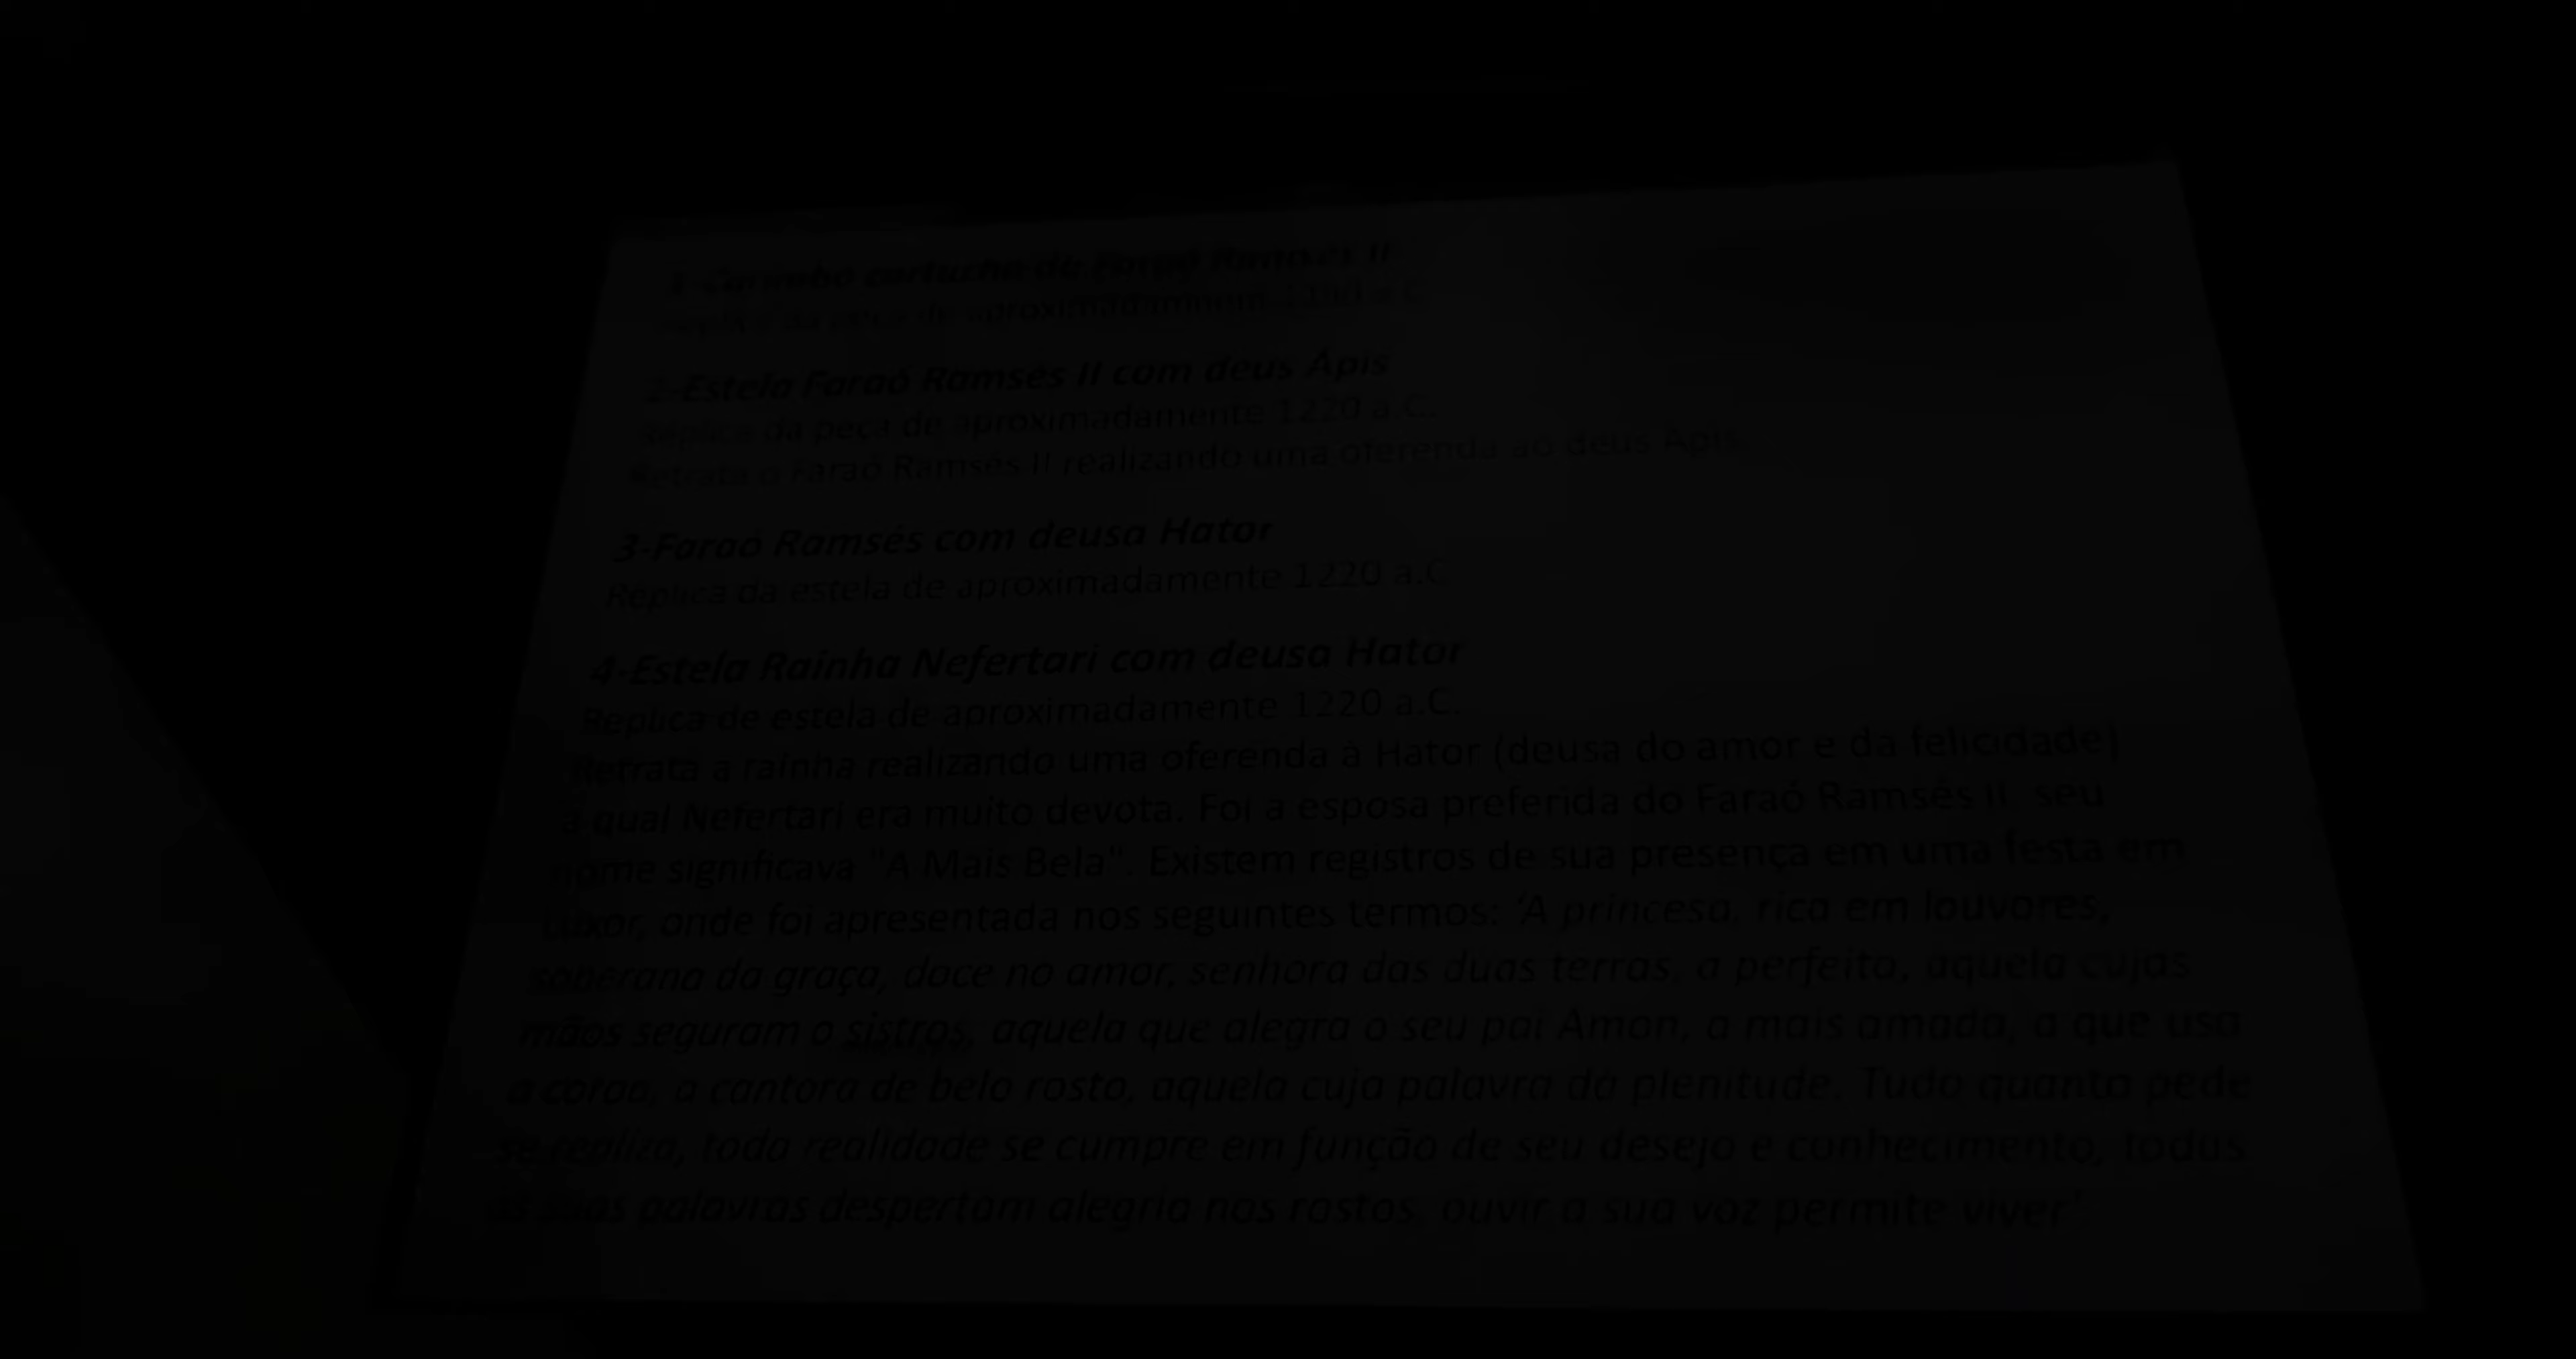 1-Carimbo cartucho do Faraó Ramsés II
da peça de aproximadamente a.C.
2-Estela Faraó Ramsés II com deus Ápis
Réplica da peça de aproximadamente 1220 a.C.
Retrata o Faraó Ramsés II realizando uma oferenda ao deus Ápis.
3-Faraó Ramsés com deusa Hator
Réplica da estela de aproximadamente 1220 a.C
4-Estela Rainha Nefertari com deusa Hator
Replica de estela de aproximadamente 1220 a.C.
Retrata a rainha realizando uma oferenda à Hator (deusa do amor e da felicidade)
a qual Nefertari era muito devota. Foi a esposa preferida do Faraó Ramsés II, seu
nome significava "A Mais Bela". Existem registros de sua presença em uma festa em
Luxor, onde foi apresentada nos seguintes termos: 'A princesa, rica em louvores,
soberana da graça, doce no amor, senhora das duas terras, a perfeita, aquela cujas
mãos seguram o sistros, aquela que alegra o seu pai Amon, a mais amada, a que usa
a coroa, a cantora de belo rosto, aquela cuja palavra dá plenitude. Tudo quanto pede
se realiza, toda realidade se cumpre em função de seu desejo e conhecimento, todas
as suas palavras despertam alegria nos rostos, ouvir a sua voz permite viver'.